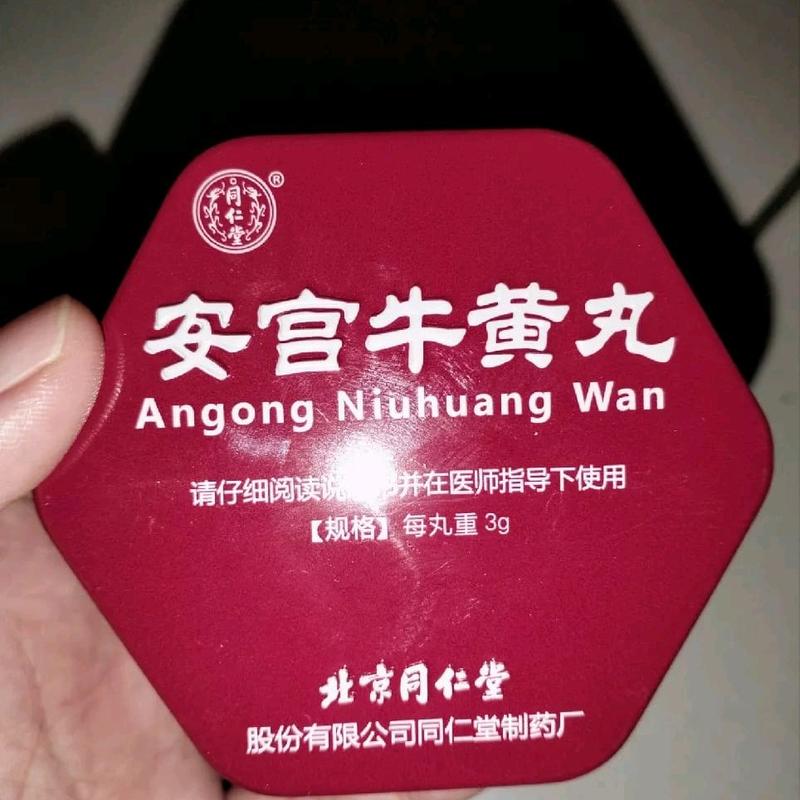 同仁堂®
安宫牛黄丸
Angong Niuhuang Wan
请仔细阅读说 并在医师指导下使用
【规格】每丸重 3g
北京同仁堂
股份有限公司同仁堂制药厂